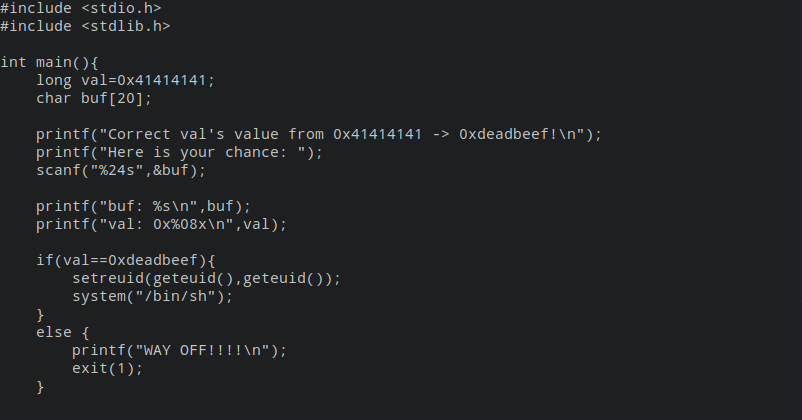 #include <stdio.h>
#include <stdlib.h>
int main(){
    long val=0x41414141;
    char buf[20];
    printf("Correct val's value from 0x41414141 -> 0xdeadbeef!\n");
    printf("Here is your chance: ");
    scanf("%24s",&buf);
    printf("buf: %s\n",buf);
    printf("val: 0x%08x\n",val);
    if(val==0xdeadbeef){
        setreuid(geteuid(),geteuid());
        system("/bin/sh");
    }
    else {
        printf("WAY OFF!!!!\n");
        exit(1);
    }